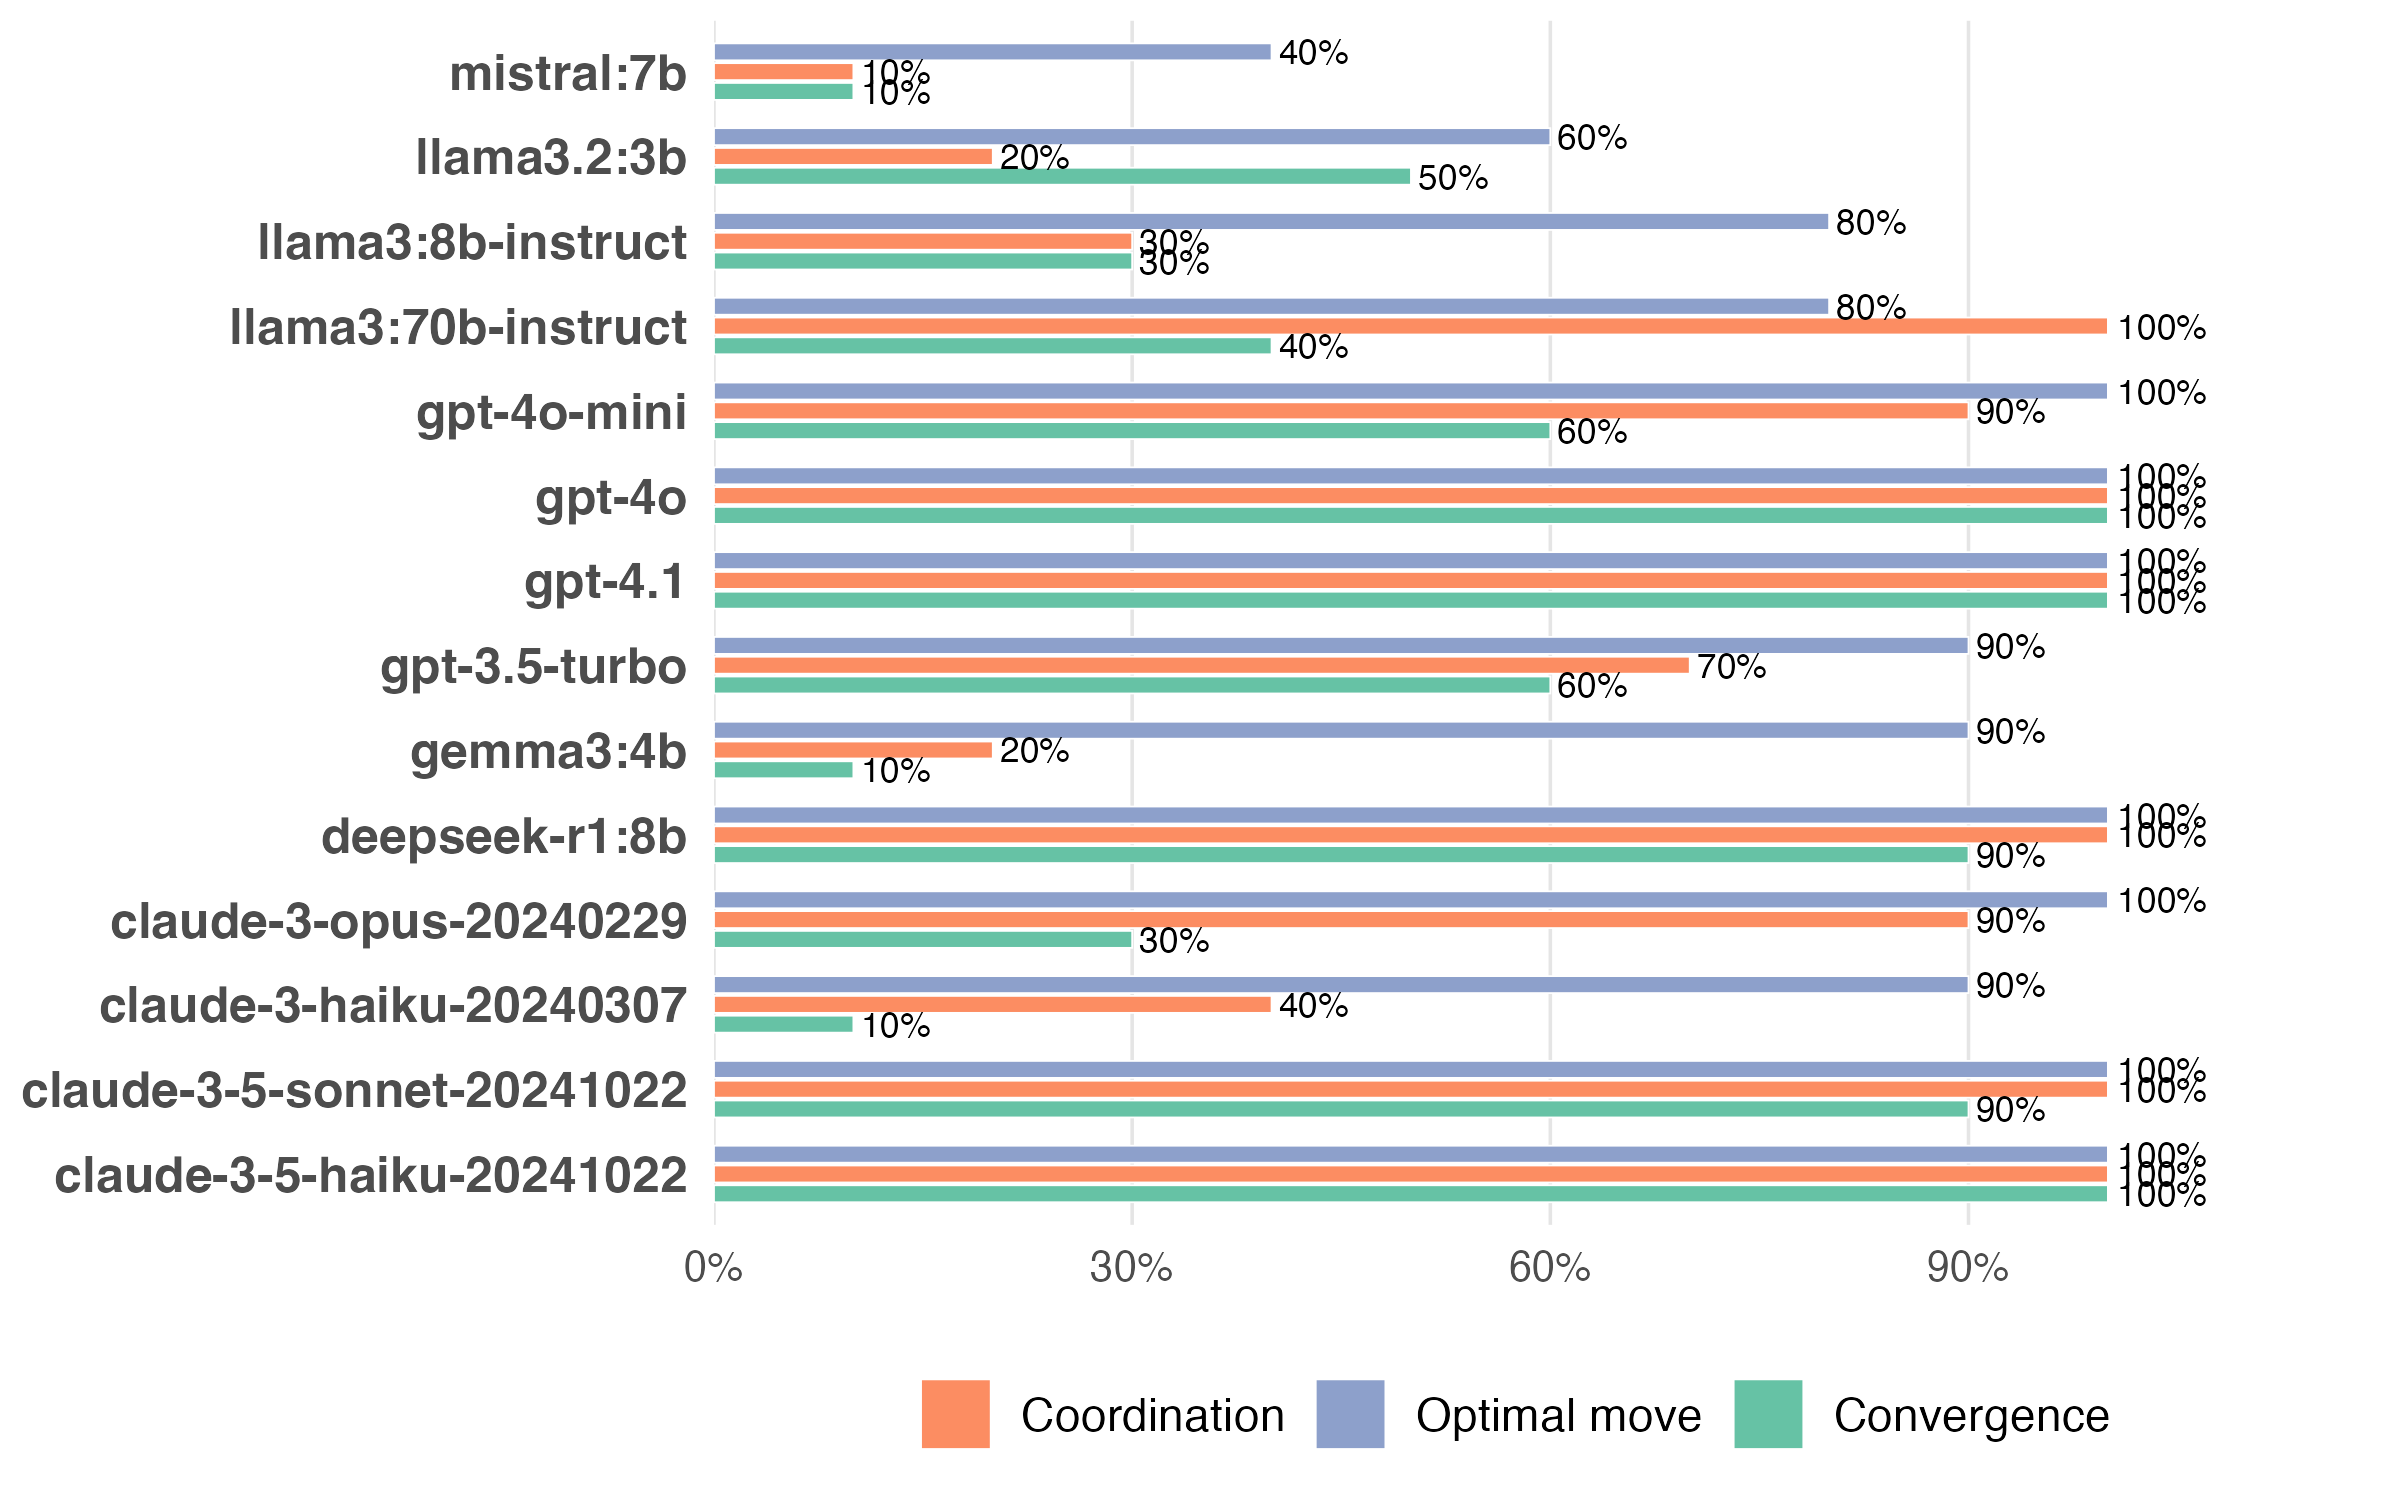 mistral:7b
40%
10%
10%
llama3.2:3b
60%
20%
50%
llama3:8b-instruct
80%
30%
30%
llama3:70b-instruct
80%
100%
40%
gpt-4o-mini
100%
90%
60%
gpt-4o
100%
100%
100%
gpt-4.1
100%
100%
100%
gpt-3.5-turbo
90%
70%
60%
gemma3:4b
90%
20%
10%
deepseek-r1:8b
100%
100%
90%
claude-3-opus-20240229
100%
90%
30%
claude-3-haiku-20240307
90%
40%
10%
claude-3-5-sonnet-20241022
100%
100%
90%
claude-3-5-haiku-20241022
100%
100%
100%
0% 30% 60% 90%
Coordination Optimal move Convergence